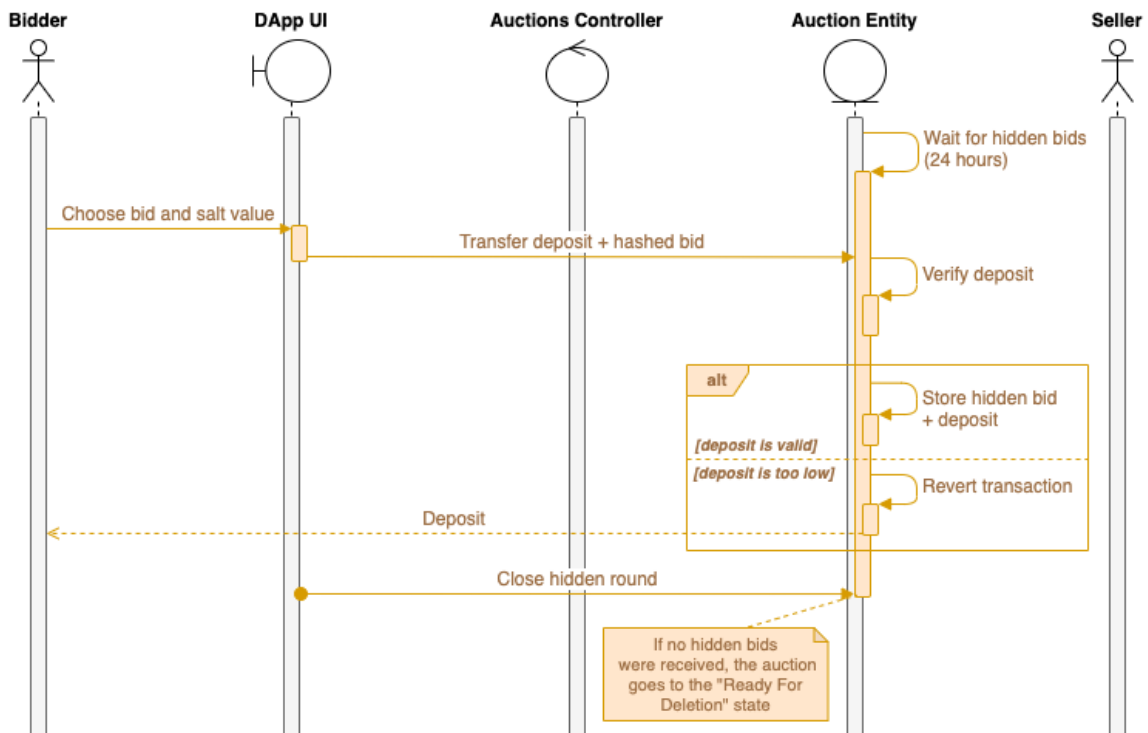 Bidder
DApp UI
Auctions Controller
Auction Entity
Seller
Wait for hidden bids
(24 hours)
Choose bid and salt value
Transfer deposit + hashed bid
Verify deposit
alt
Store hidden bid
+ deposit
[deposit is valid]
[deposit is too low]
Revert transaction
Deposit
Close hidden round
If no hidden bids
were received, the auction
goes to the "Ready For
Deletion" state